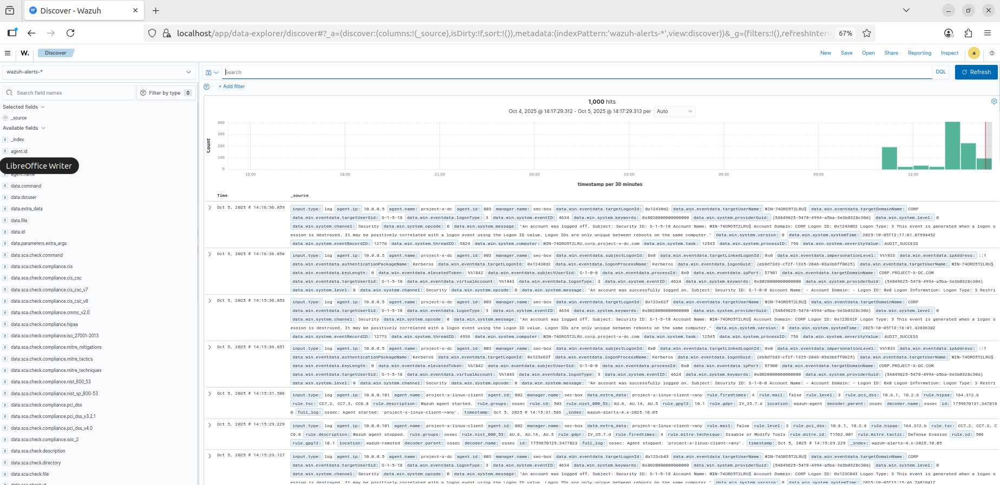 Discover - Wazuh
localhost/app/data-explorer/discover#?_a=(discover:(columns:!(_source),isDirty:!f,sort:!()),metadata:(indexPattern:'wazuh-alerts-*',view:discover))&_g=(filters:!(),refreshInterv
67%
W. Discover New Save Open Share Reporting Inspect a
wazuh-alerts-*
Search DQL Refresh
+ Add filter
Search field names Filter by type 0
Selected fields
_source
Available fields
_index
agent.id
LibreOffice Writer
agent.name
data.command
data.dstuser
data.extra_data
data.file
data.id
data.parameters.extra_args
data.sca.check.command
data.sca.check.compliance.cis
data.sca.check.compliance.cis_csc
data.sca.check.compliance.cis_csc_v7
data.sca.check.compliance.cis_csc_v8
data.sca.check.compliance.cmmc_v2.0
data.sca.check.compliance.hipaa
data.sca.check.compliance.iso_27001-2013
data.sca.check.compliance.mitre_mitigations
data.sca.check.compliance.mitre_tactics
data.sca.check.compliance.mitre_techniques
data.sca.check.compliance.nist_800_53
data.sca.check.compliance.nist_sp_800-53
data.sca.check.compliance.pci_dss
data.sca.check.compliance.pci_dss_v3.2.1
data.sca.check.compliance.pci_dss_v4.0
data.sca.check.compliance.soc_2
data.sca.check.description
data.sca.check.directory
data.sca.check.file
1,000 hits
Oct 4, 2025 @ 14:17:29.312 - Oct 5, 2025 @ 14:17:29.313 per Auto
Count
400
300
200
100
0
15:00 18:00 21:00 00:00 03:00 06:00 09:00 12:00
timestamp per 30 minutes
Time _source
Oct 5, 2025 @ 14:16:36.859 input.type: log agent.ip: 10.0.0.5 agent.name: project-x-dc agent.id: 003 manager.name: sec-box data.win.eventdata.targetLogonId: 0x12430d2 data.win.eventdata.targetUserName: WIN-74ORO5T2LRU$ data.win.eventdata.targetDomainName: CORP
data.win.eventdata.targetUserSid: S-1-5-18 data.win.eventdata.logonType: 3 data.win.system.eventID: 4634 data.win.system.keywords: 0x8020000000000000 data.win.system.providerGuid: {54849625-5478-4994-a5ba-3e3b0328c30d} data.win.system.level: 0
data.win.system.channel: Security data.win.system.opcode: 0 data.win.system.message: "An account was logged off. Subject: Security ID: S-1-5-18 Account Name: WIN-74ORO5T2LRU$ Account Domain: CORP Logon ID: 0x12430D2 Logon Type: 3 This event is generated when a logon s
ession is destroyed. It may be positively correlated with a logon event using the Logon ID value. Logon IDs are only unique between reboots on the same computer." data.win.system.version: 0 data.win.system.systemTime: 2025-10-05T13:17:01.0799445Z
data.win.system.eventRecordID: 12776 data.win.system.threadID: 5824 data.win.system.computer: WIN-74ORO5T2LRU.corp.project-x-dc.com data.win.system.task: 12545 data.win.system.processID: 756 data.win.system.severityValue: AUDIT_SUCCESS
Oct 5, 2025 @ 14:16:36.856 input.type: log agent.ip: 10.0.0.5 agent.name: project-x-dc agent.id: 003 manager.name: sec-box data.win.eventdata.subjectLogonId: 0x0 data.win.eventdata.targetLinkedLogonId: 0x0 data.win.eventdata.impersonationLevel: %%1833 data.win.eventdata.ipAddress: ::1
data.win.eventdata.authenticationPackageName: Kerberos data.win.eventdata.targetLogonId: 0x12430d2 data.win.eventdata.logonProcessName: Kerberos data.win.eventdata.logonGuid: {eb8d73d3-cf2f-1335-2046-03a3b6ff0625} data.win.eventdata.targetUserName: WIN-74ORO5T2LRU$
data.win.eventdata.keyLength: 0 data.win.eventdata.elevatedToken: %%1842 data.win.eventdata.subjectUserSid: S-1-0-0 data.win.eventdata.processId: 0x0 data.win.eventdata.ipPort: 57901 data.win.eventdata.targetDomainName: CORP.PROJECT-X-DC.COM
data.win.eventdata.targetUserSid: S-1-5-18 data.win.eventdata.virtualAccount: %%1843 data.win.eventdata.logonType: 3 data.win.system.eventID: 4624 data.win.system.keywords: 0x8020000000000000 data.win.system.providerGuid: {54849625-5478-4994-a5ba-3e3b0328c30d}
data.win.system.level: 0 data.win.system.channel: Security data.win.system.opcode: 0 data.win.system.message: "An account was successfully logged on. Subject: Security ID: S-1-0-0 Account Name: - Account Domain: - Logon ID: 0x0 Logon Information: Logon Type: 3 Restri
Oct 5, 2025 @ 14:15:36.853 input.type: log agent.ip: 10.0.0.5 agent.name: project-x-dc agent.id: 003 manager.name: sec-box data.win.eventdata.targetLogonId: 0x123e62f data.win.eventdata.targetUserName: WIN-74ORO5T2LRU$ data.win.eventdata.targetDomainName: CORP
data.win.eventdata.targetUserSid: S-1-5-18 data.win.eventdata.logonType: 3 data.win.system.eventID: 4634 data.win.system.keywords: 0x8020000000000000 data.win.system.providerGuid: {54849625-5478-4994-a5ba-3e3b0328c30d} data.win.system.level: 0
data.win.system.channel: Security data.win.system.opcode: 0 data.win.system.message: "An account was logged off. Subject: Security ID: S-1-5-18 Account Name: WIN-74ORO5T2LRU$ Account Domain: CORP Logon ID: 0x123E62F Logon Type: 3 This event is generated when a logon s
ession is destroyed. It may be positively correlated with a logon event using the Logon ID value. Logon IDs are only unique between reboots on the same computer." data.win.system.version: 0 data.win.system.systemTime: 2025-10-05T13:16:01.4383630Z
data.win.system.eventRecordID: 12773 data.win.system.threadID: 4936 data.win.system.computer: WIN-74ORO5T2LRU.corp.project-x-dc.com data.win.system.task: 12545 data.win.system.processID: 756 data.win.system.severityValue: AUDIT_SUCCESS
Oct 5, 2025 @ 14:15:36.851 input.type: log agent.ip: 10.0.0.5 agent.name: project-x-dc agent.id: 003 manager.name: sec-box data.win.eventdata.subjectLogonId: 0x0 data.win.eventdata.targetLinkedLogonId: 0x0 data.win.eventdata.impersonationLevel: %%1833 data.win.eventdata.ipAddress: ::1
data.win.eventdata.authenticationPackageName: Kerberos data.win.eventdata.targetLogonId: 0x123e62f data.win.eventdata.logonProcessName: Kerberos data.win.eventdata.logonGuid: {eb8d73d3-cf2f-1335-2046-03a3b6ff0625} data.win.eventdata.targetUserName: WIN-74ORO5T2LRU$
data.win.eventdata.keyLength: 0 data.win.eventdata.elevatedToken: %%1842 data.win.eventdata.subjectUserSid: S-1-0-0 data.win.eventdata.processId: 0x0 data.win.eventdata.ipPort: 57900 data.win.eventdata.targetDomainName: CORP.PROJECT-X-DC.COM
data.win.eventdata.targetUserSid: S-1-5-18 data.win.eventdata.virtualAccount: %%1843 data.win.eventdata.logonType: 3 data.win.system.eventID: 4624 data.win.system.keywords: 0x8020000000000000 data.win.system.providerGuid: {54849625-5478-4994-a5ba-3e3b0328c30d}
data.win.system.level: 0 data.win.system.channel: Security data.win.system.opcode: 0 data.win.system.message: "An account was successfully logged on. Subject: Security ID: S-1-0-0 Account Name: - Account Domain: - Logon ID: 0x0 Logon Information: Logon Type: 3 Restri
Oct 5, 2025 @ 14:15:31.586 input.type: log agent.ip: 10.0.0.101 agent.name: project-x-linux-client agent.id: 002 manager.name: sec-box data.extra_data: project-x-linux-client->any rule.firedtimes: 4 rule.mail: false rule.level: 3 rule.pci_dss: 10.6.1, 10.2.6 rule.hipaa: 164.312.b
rule.tsc: CC7.2, CC7.3, CC6.8 rule.description: Wazuh agent started. rule.groups: ossec rule.id: 503 rule.nist_800_53: AU.6, AU.14, AU.5 rule.gpg13: 10.1 rule.gdpr: IV_35.7.d location: wazuh-agent decoder.parent: ossec decoder.name: ossec id: 1759670131.347818
0 full_log: ossec: Agent started: 'project-x-linux-client->any'. timestamp: Oct 5, 2025 @ 14:15:31.586 _index: wazuh-alerts-4.x-2025.10.05
Oct 5, 2025 @ 14:15:29.229 input.type: log agent.ip: 10.0.0.101 agent.name: project-x-linux-client agent.id: 002 manager.name: sec-box data.extra_data: project-x-linux-client->any rule.mail: false rule.level: 3 rule.pci_dss: 10.6.1, 10.2.6 rule.hipaa: 164.312.b rule.tsc: CC7.2, CC7.3, C
C6.8 rule.description: Wazuh agent stopped. rule.groups: ossec rule.nist_800_53: AU.6, AU.14, AU.5 rule.gdpr: IV_35.7.d rule.firedtimes: 4 rule.mitre.technique: Disable or Modify Tools rule.mitre.id: T1562.001 rule.mitre.tactic: Defense Evasion rule.id: 506
rule.gpg13: 10.1 location: wazuh-remoted decoder.parent: ossec decoder.name: ossec id: 1759670129.3477823 full_log: ossec: Agent stopped: 'project-x-linux-client->any'. timestamp: Oct 5, 2025 @ 14:15:29.229 _index: wazuh-alerts-4.x-2025.10.05
Oct 5, 2025 @ 14:15:23.127 input.type: log agent.ip: 10.0.0.5 agent.name: project-x-dc agent.id: 003 manager.name: sec-box data.win.eventdata.targetLogonId: 0x123cb43 data.win.eventdata.targetUserName: WIN-74ORO5T2LRU$ data.win.eventdata.targetDomainName: CORP
data.win.eventdata.targetUserSid: S-1-5-18 data.win.eventdata.logonType: 3 data.win.system.eventID: 4634 data.win.system.keywords: 0x8020000000000000 data.win.system.providerGuid: {54849625-5478-4994-a5ba-3e3b0328c30d} data.win.system.level: 0
data.win.system.channel: Security data.win.system.opcode: 0 data.win.system.message: "An account was logged off. Subject: Security ID: S-1-5-18 Account Name: WIN-74ORO5T2LRU$ Account Domain: CORP Logon ID: 0x123CB43 Logon Type: 3 This event is generated when a logon s
ession is destroyed. It may be positively correlated with a logon event using the Logon ID value. Logon IDs are only unique between reboots on the same computer." data.win.system.version: 0 data.win.system.systemTime: